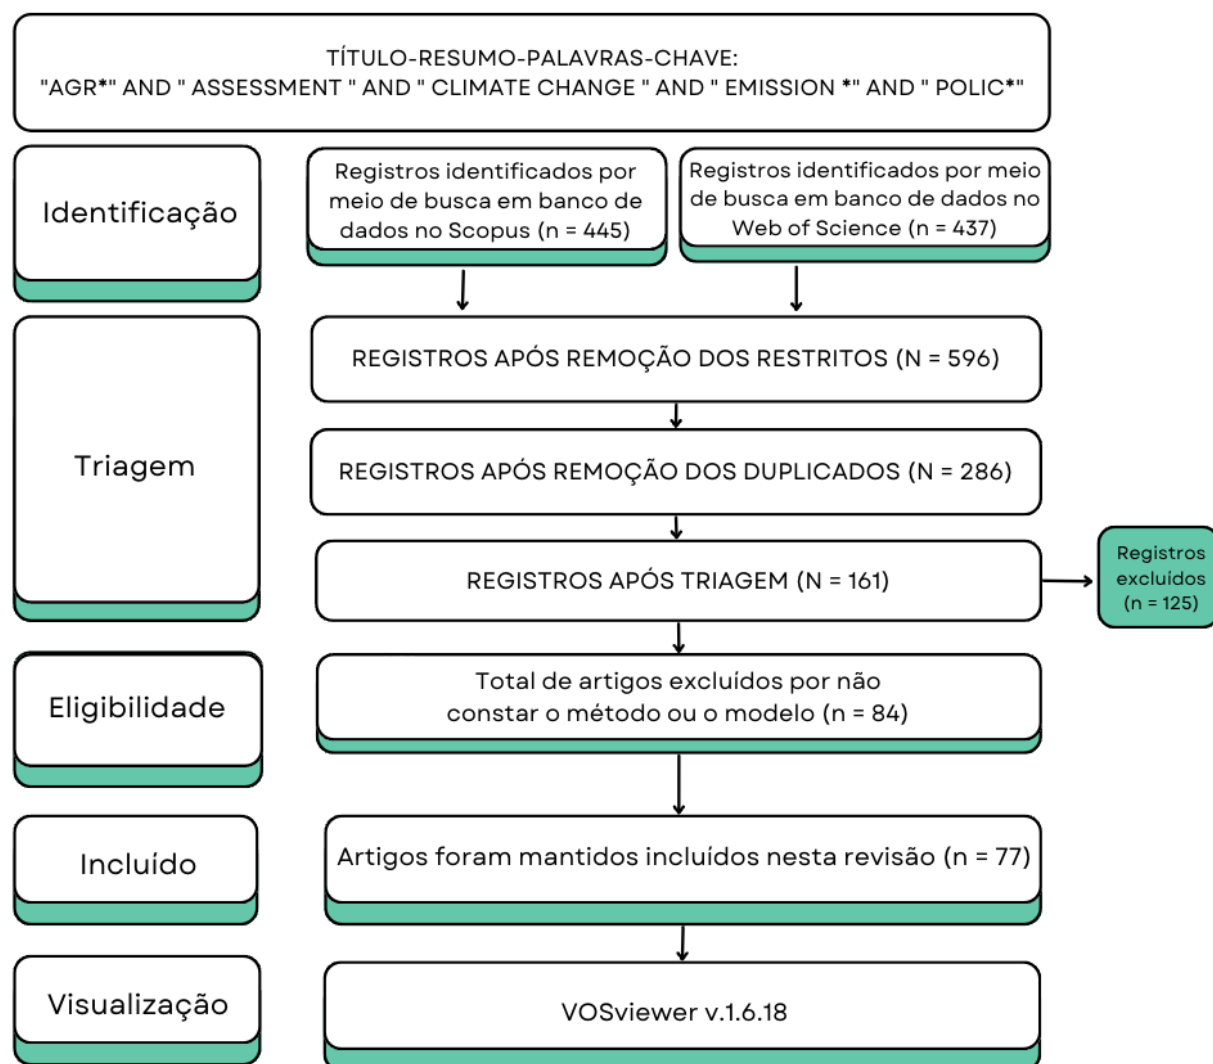 TÍTULO-RESUMO-PALAVRAS-CHAVE:
"AGR*" AND " ASSESSMENT " AND " CLIMATE CHANGE " AND " EMISSION *" AND " POLIC*"
Identificação
Registros identificados por
meio de busca em banco de
dados no Scopus (n = 445)
Registros identificados por meio
de busca em banco de dados no
Web of Science (n = 437)
Triagem
REGISTROS APÓS REMOÇÃO DOS RESTRITOS (N = 596)
REGISTROS APÓS REMOÇÃO DOS DUPLICADOS (N = 286)
REGISTROS APÓS TRIAGEM (N = 161)
Registros
excluídos
(n = 125)
Eligibilidade
Total de artigos excluídos por não
constar o método ou o modelo (n = 84)
Incluído
Artigos foram mantidos incluídos nesta revisão (n = 77)
Visualização
VOSviewer v.1.6.18